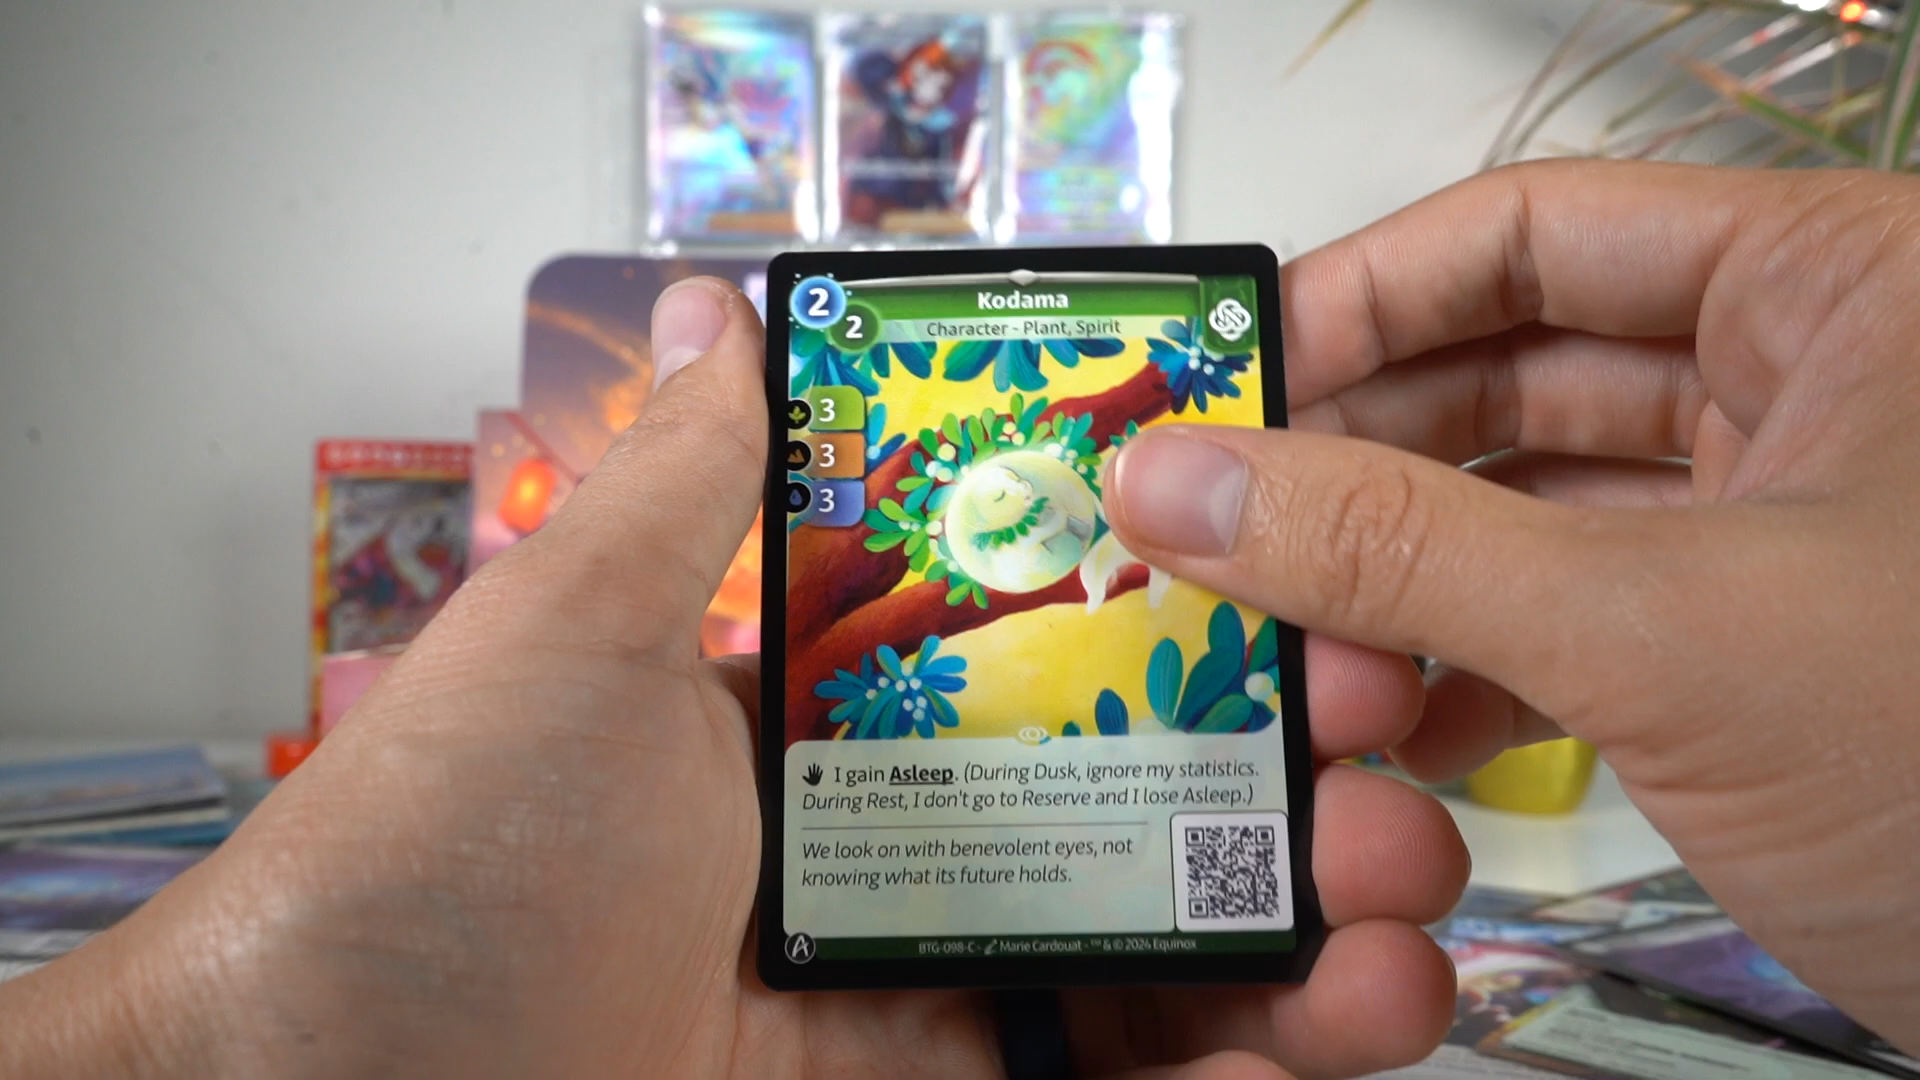 2
Kodama
2
Character - Plant, Spirit
3
3
3
I gain Asleep. (During Dusk, ignore my statistics.
During Rest, I don't go to Reserve and I lose Asleep.)
We look on with benevolent eyes, not
knowing what its future holds.
BTG-098-C - Marie Cardouat - ™ & © 2024 Equinox